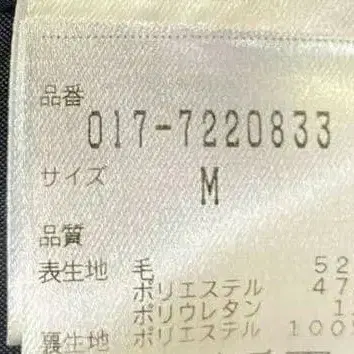 品番
017-7220833
サイズ
M
品質
表生地 毛 52
ポリエステル 47
ポリウレタン 1
裏生地 ポリエステル 100